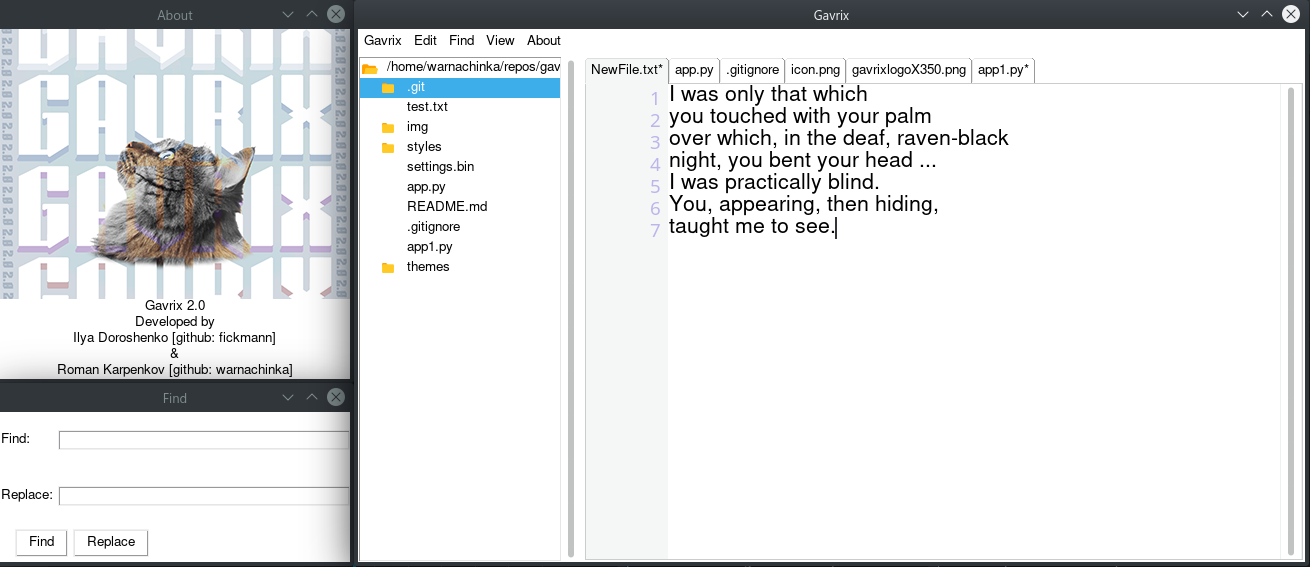 About
Gavrix 2.0
Developed by
Ilya Doroshenko [github: fickmann]
&
Roman Karpenkov [github: warnachinka]
Find
Find:
Replace:
Find
Replace
Gavrix
Gavrix Edit Find View About
/home/warnachinka/repos/gav
.git
test.txt
img
styles
settings.bin
app.py
README.md
.gitignore
app1.py
themes
NewFile.txt* app.py .gitignore icon.png gavrixlogoX350.png app1.py*
1 I was only that which
2 you touched with your palm
3 over which, in the deaf, raven-black
4 night, you bent your head ...
5 I was practically blind.
6 You, appearing, then hiding,
7 taught me to see.